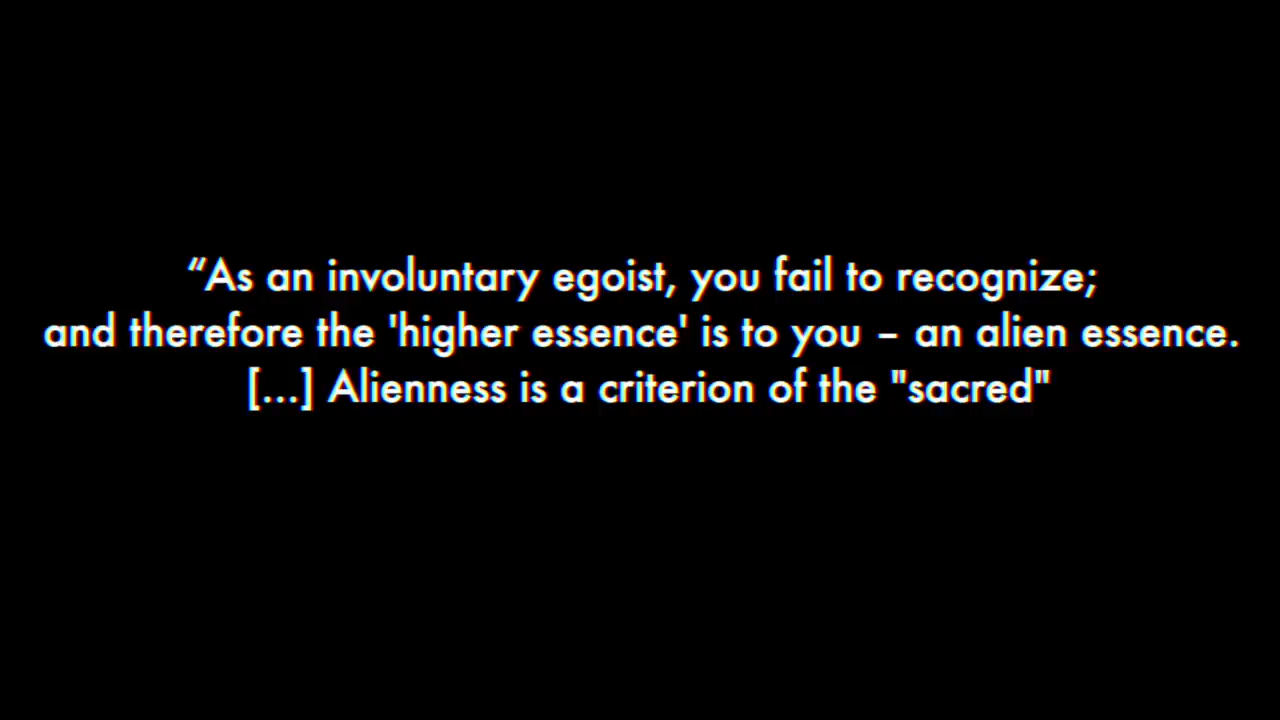 “As an involuntary egoist, you fail to recognize;
and therefore the 'higher essence' is to you – an alien essence.
[...] Alienness is a criterion of the "sacred"